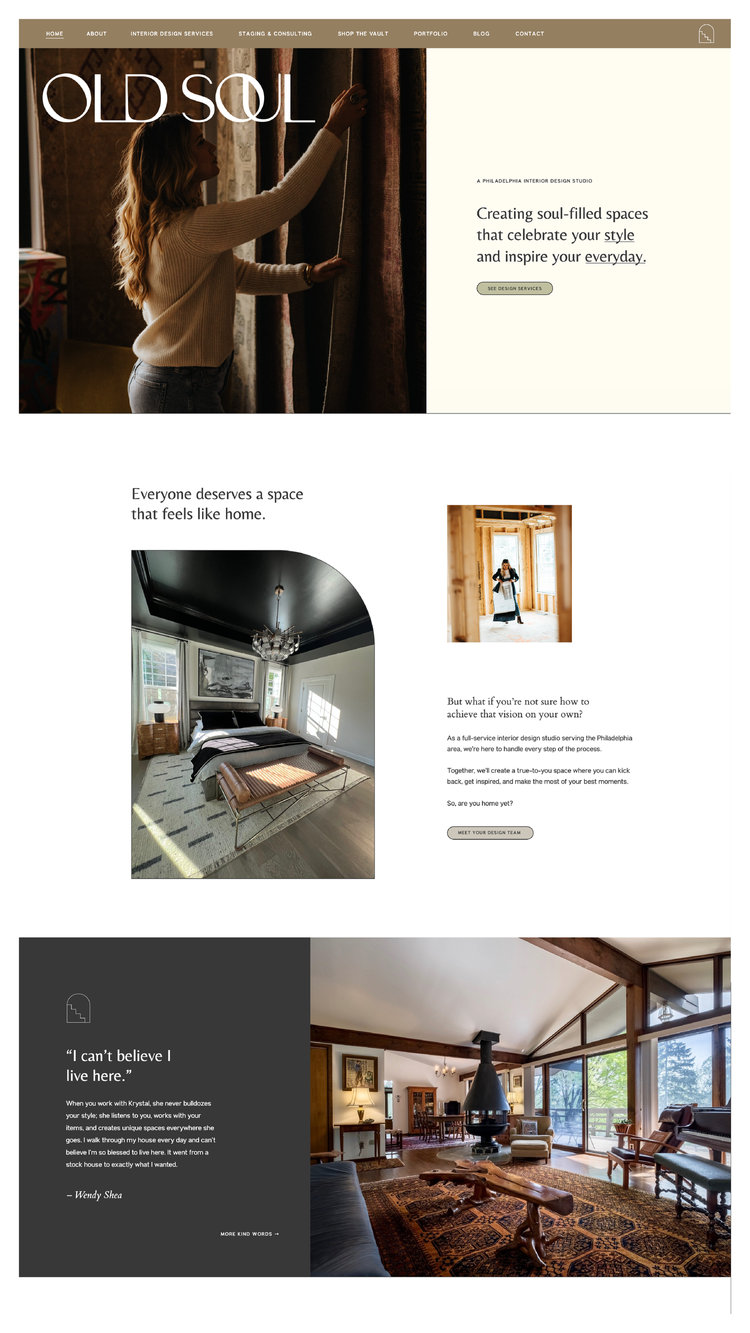 HOME ABOUT INTERIOR DESIGN SERVICES STAGING & CONSULTING SHOP THE VAULT PORTFOLIO BLOG CONTACT
OLD SOUL
A PHILADELPHIA INTERIOR DESIGN STUDIO
Creating soul-filled spaces
that celebrate your style
and inspire your everyday.
SEE DESIGN SERVICES
Everyone deserves a space
that feels like home.
But what if you're not sure how to
achieve that vision on your own?
As a full-service interior design studio serving the Philadelphia
area, we're here to handle every step of the process.
Together, we'll create a true-to-you space where you can kick
back, get inspired, and make the most of your best moments.
So, are you home yet?
MEET YOUR DESIGN TEAM
“I can’t believe I
live here.”
When you work with Krystal, she never bulldozes
your style; she listens to you, works with your
items, and creates unique spaces everywhere she
goes. I walk through my house every day and can't
believe I'm so blessed to live here. It went from a
stock house to exactly what I wanted.
– Wendy Shea
MORE KIND WORDS →